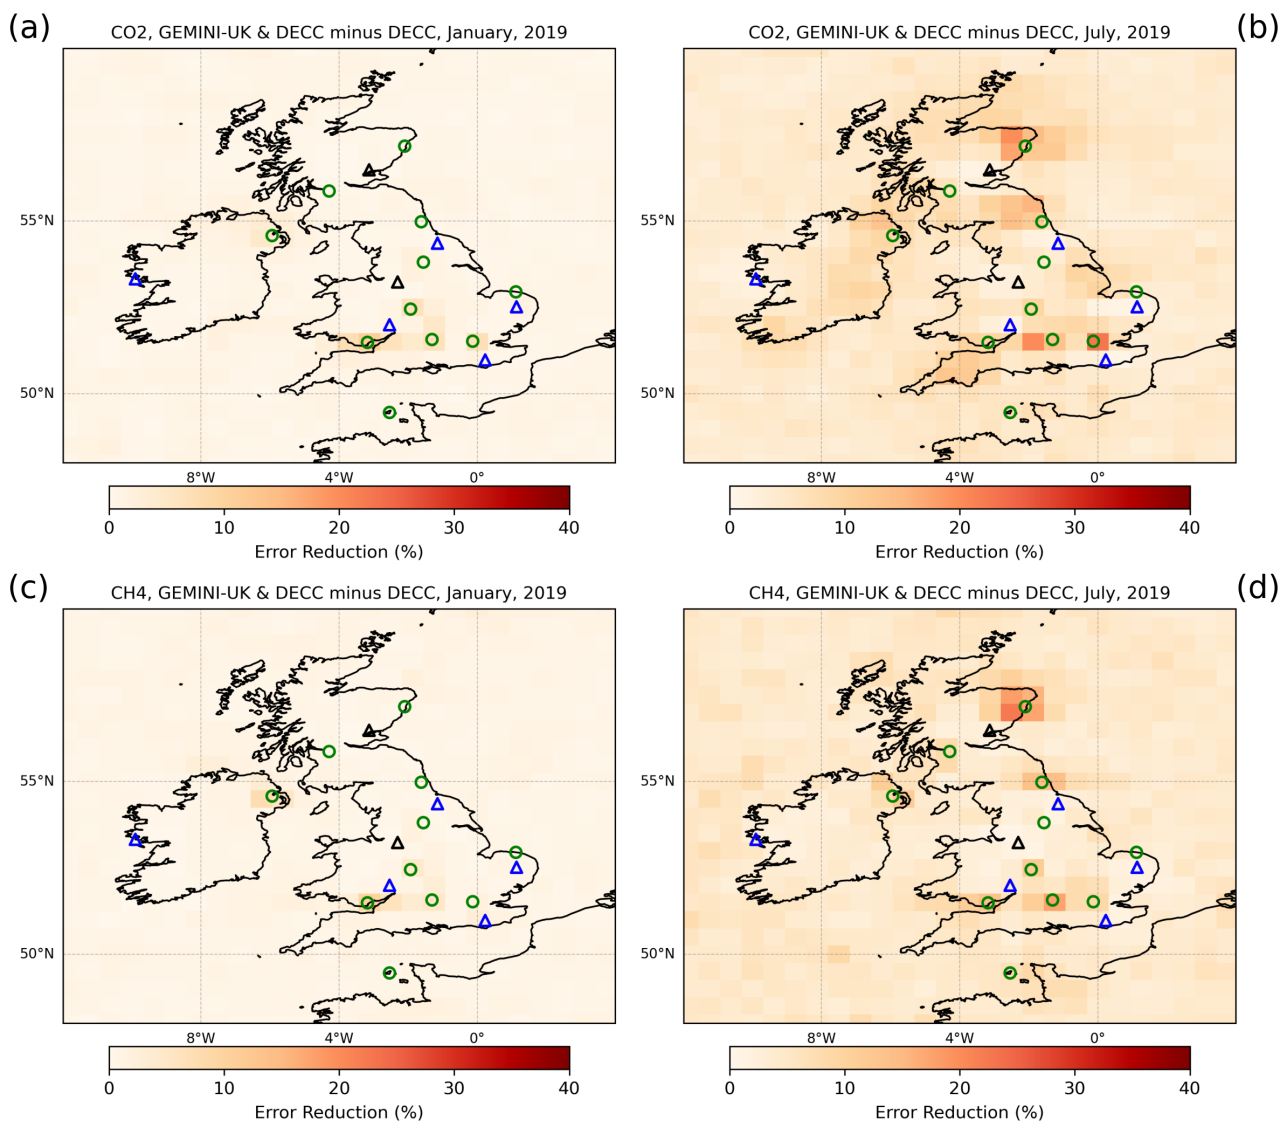 (a)
CO2, GEMINI-UK & DECC minus DECC, January, 2019
55°N
50°N
8°W 4°W 0°
0 10 20 30 40
Error Reduction (%)
(b)
CO2, GEMINI-UK & DECC minus DECC, July, 2019
8°W 4°W 0°
0 10 20 30 40
Error Reduction (%)
(c)
CH4, GEMINI-UK & DECC minus DECC, January, 2019
55°N
50°N
8°W 4°W 0°
0 10 20 30 40
Error Reduction (%)
(d)
CH4, GEMINI-UK & DECC minus DECC, July, 2019
8°W 4°W 0°
0 10 20 30 40
Error Reduction (%)